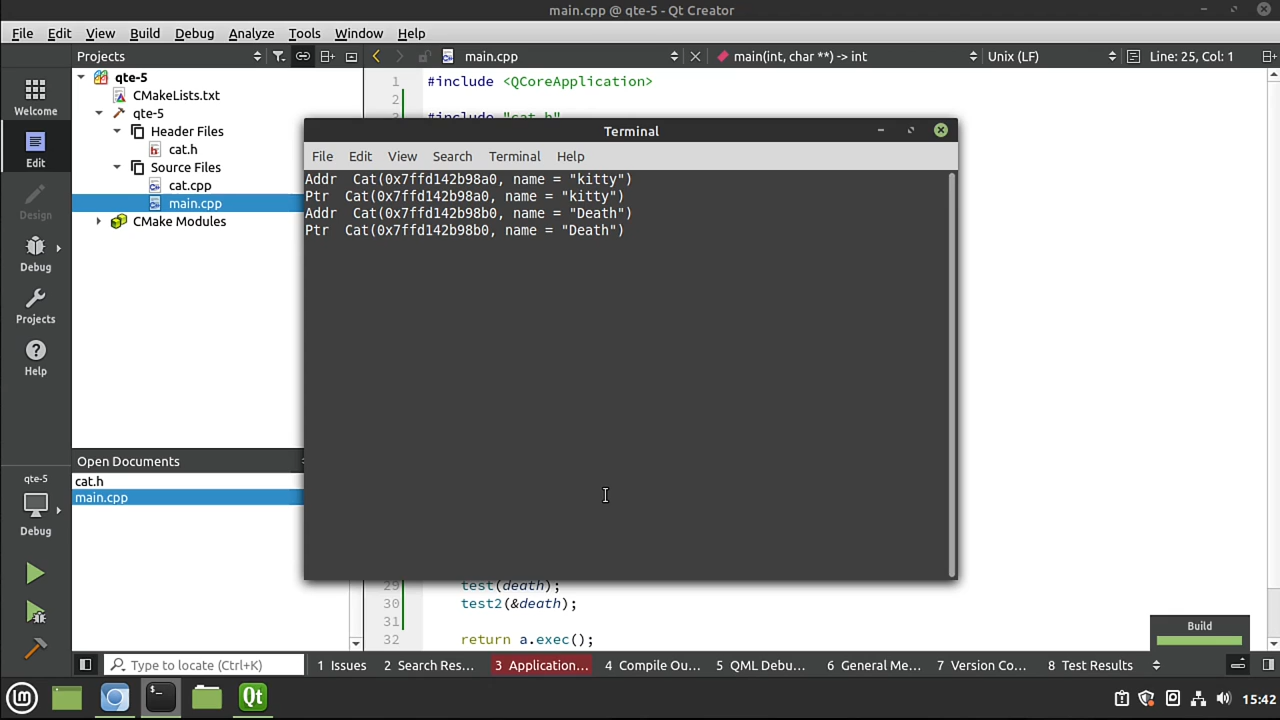 main.cpp @ qte-5 - Qt Creator
File Edit View Build Debug Analyze Tools Window Help
Projects main.cpp main(int, char **) -> int Unix (LF) Line: 25, Col: 1
Welcome
Edit
Design
Debug
Projects
Help
qte-5
Debug
qte-5
CMakeLists.txt
qte-5
Header Files
cat.h
Source Files
cat.cpp
main.cpp
CMake Modules
Open Documents
cat.h
main.cpp
1 #include <QCoreApplication>
2
3 #include "cat.h"
Terminal
File Edit View Search Terminal Help
Addr  Cat(0x7ffd142b98a0, name = "kitty")
Ptr  Cat(0x7ffd142b98a0, name = "kitty")
Addr  Cat(0x7ffd142b98b0, name = "Death")
Ptr  Cat(0x7ffd142b98b0, name = "Death")
29 test(death);
30 test2(&death);
31
32 return a.exec();
Build
Type to locate (Ctrl+K) 1 Issues 2 Search Res... 3 Application... 4 Compile Ou... 5 QML Debu... 6 General Me... 7 Version Co... 8 Test Results
15:42